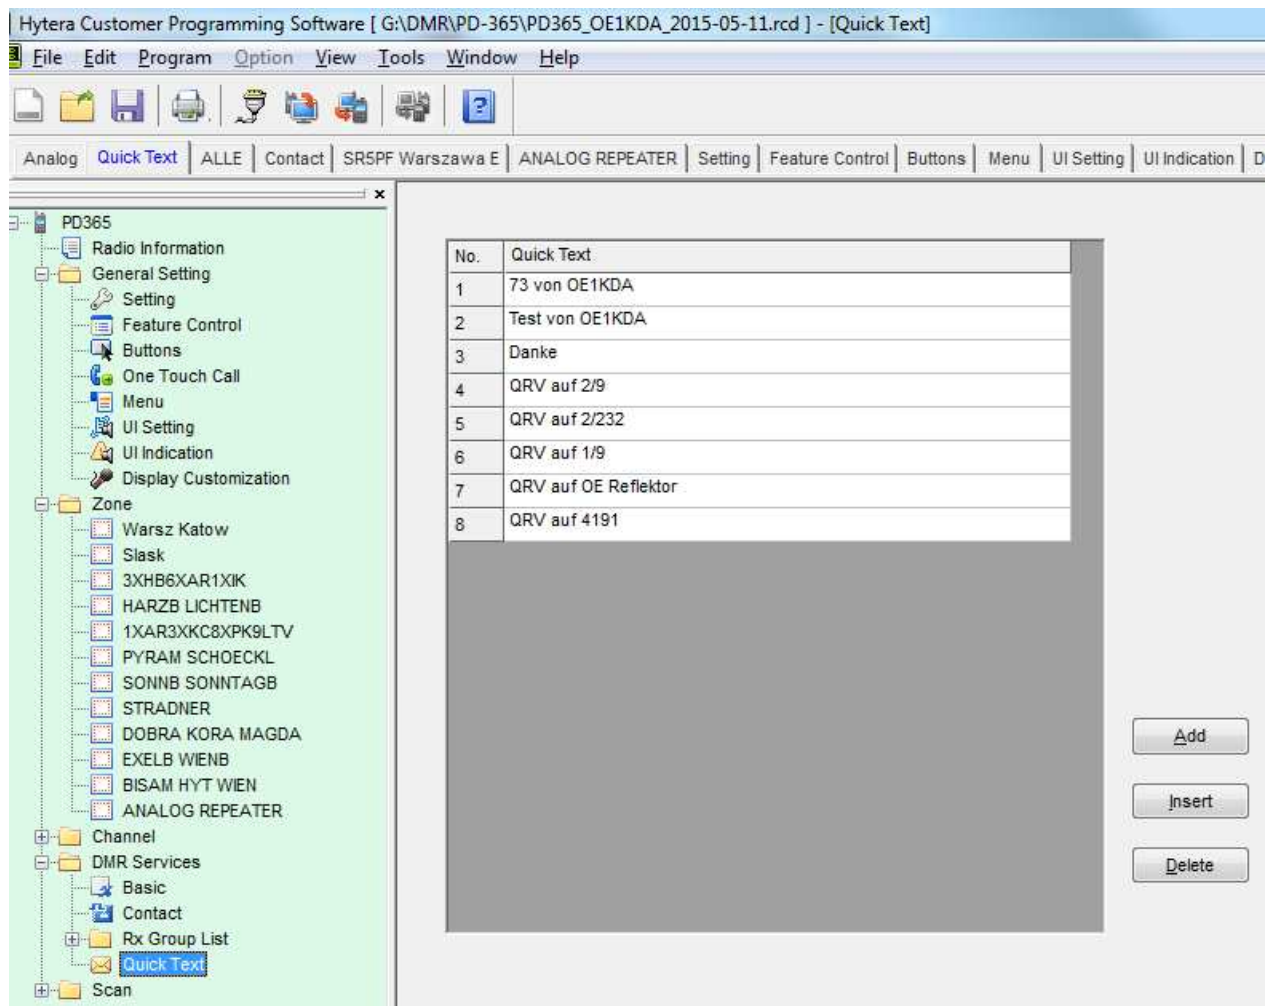 Hytera Customer Programming Software [ G:\DMR\PD-365\PD365_OE1KDA_2015-05-11.rcd ] - [Quick Text]
File Edit Program Option View Tools Window Help
Analog Quick Text ALLE Contact SR5PF Warszawa E ANALOG REPEATER Setting Feature Control Buttons Menu UI Setting UI Indication D
x
PD365
Radio Information
General Setting
Setting
Feature Control
Buttons
One Touch Call
Menu
UI Setting
UI Indication
Display Customization
Zone
Warsz Katow
Slask
3XHB6XAR1XIK
HARZB LICHTENB
1XAR3XKC8XPK9LTV
PYRAM SCHOECKL
SONNB SONNTAGB
STRADNER
DOBRA KORA MAGDA
EXELB WIENB
BISAM HYT WIEN
ANALOG REPEATER
Channel
DMR Services
Basic
Contact
Rx Group List
Quick Text
Scan
No. Quick Text
1 73 von OE1KDA
2 Test von OE1KDA
3 Danke
4 QRV auf 2/9
5 QRV auf 2/232
6 QRV auf 1/9
7 QRV auf OE Reflektor
8 QRV auf 4191
Add
Insert
Delete